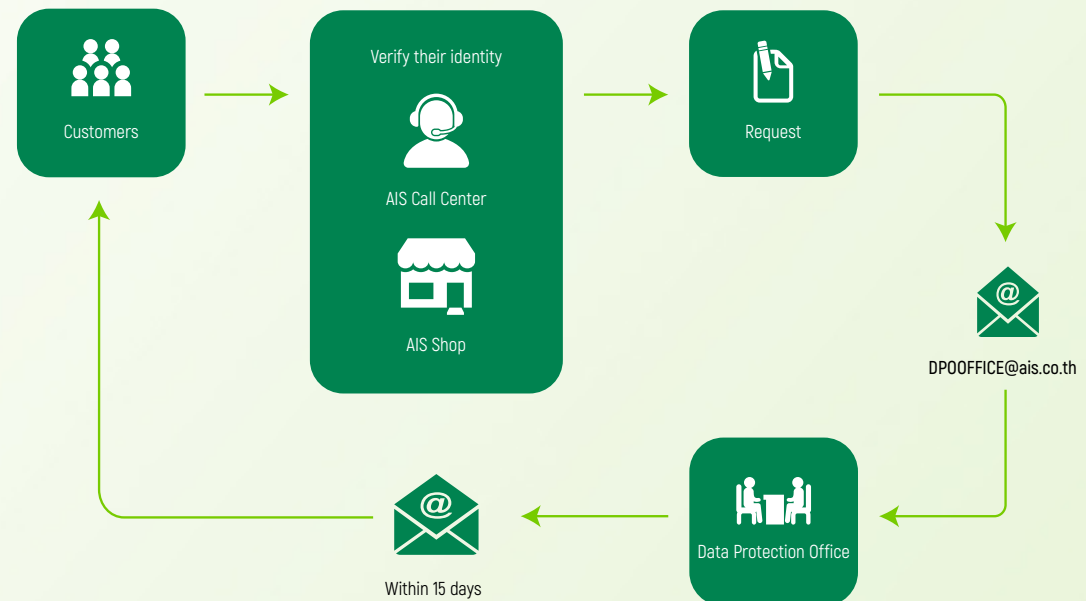 Customers
Verify their identity
AIS Call Center
AIS Shop
Request
@
DPOOFFICE@ais.co.th
Data Protection Office
@
Within 15 days